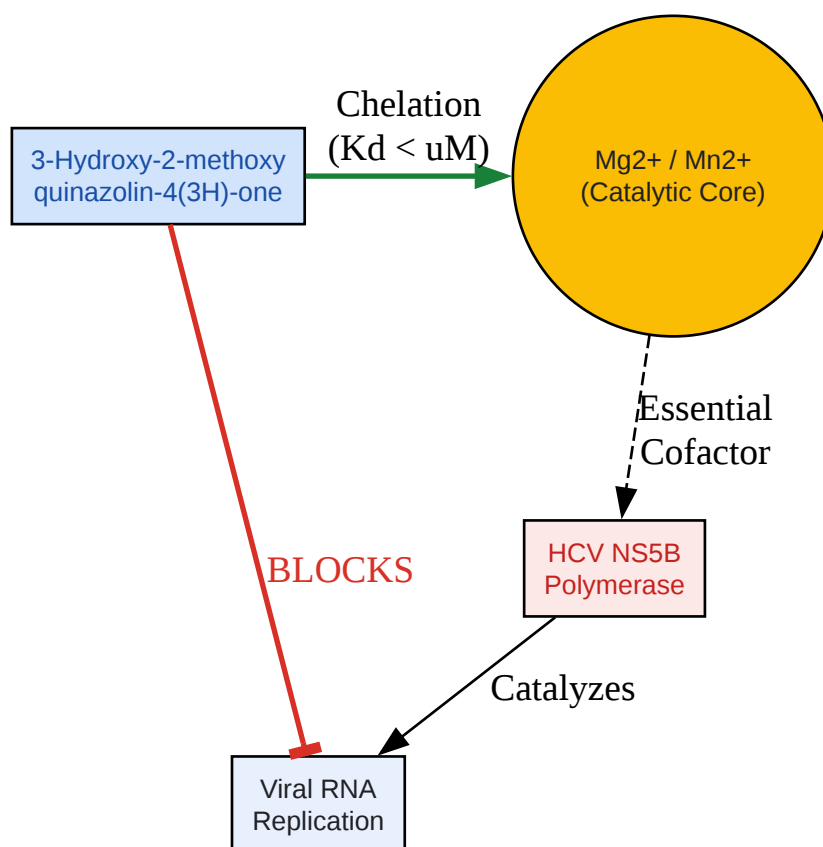 Chelation
(Kd < uM)
3-Hydroxy-2-methoxy
quinazolin-4(3H)-one
Mg2+ / Mn2+
(Catalytic Core)
Essential
Cofactor
HCV NS5B
Polymerase
BLOCKS
Catalyzes
Viral RNA
Replication